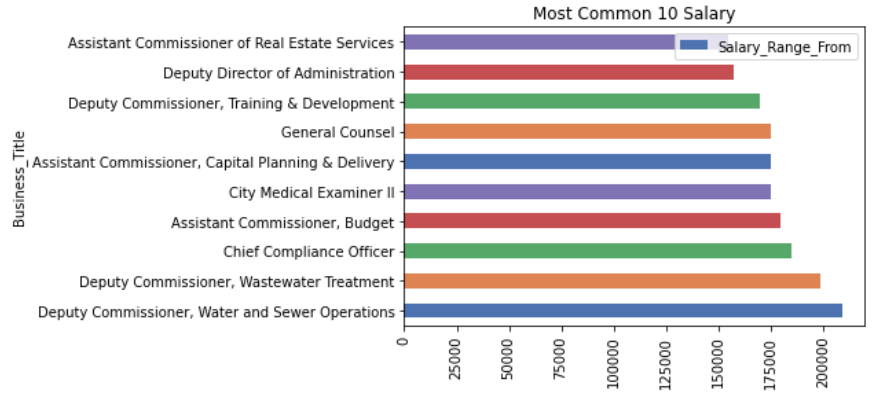 Most Common 10 Salary
Salary_Range_From
Business_Title
Assistant Commissioner of Real Estate Services
Deputy Director of Administration
Deputy Commissioner, Training & Development
General Counsel
Assistant Commissioner, Capital Planning & Delivery
City Medical Examiner II
Assistant Commissioner, Budget
Chief Compliance Officer
Deputy Commissioner, Wastewater Treatment
Deputy Commissioner, Water and Sewer Operations
0
25000
50000
75000
100000
125000
150000
175000
200000